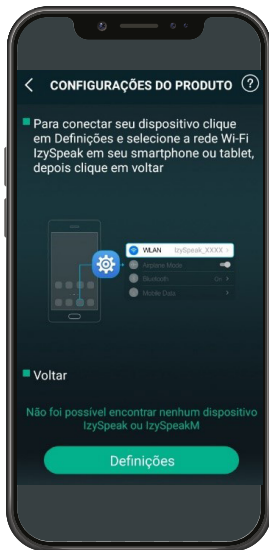 CONFIGURAÇÕES DO PRODUTO ?
Para conectar seu dispositivo clique
em Definições e selecione a rede Wi-Fi
IzySpeak em seu smartphone ou tablet,
depois clique em voltar
WLAN IzySpeak_XXXX
Airplane Mode
Bluetooth On
Mobile Data
Voltar
Não foi possível encontrar nenhum dispositivo
IzySpeak ou IzySpeakM
Definições